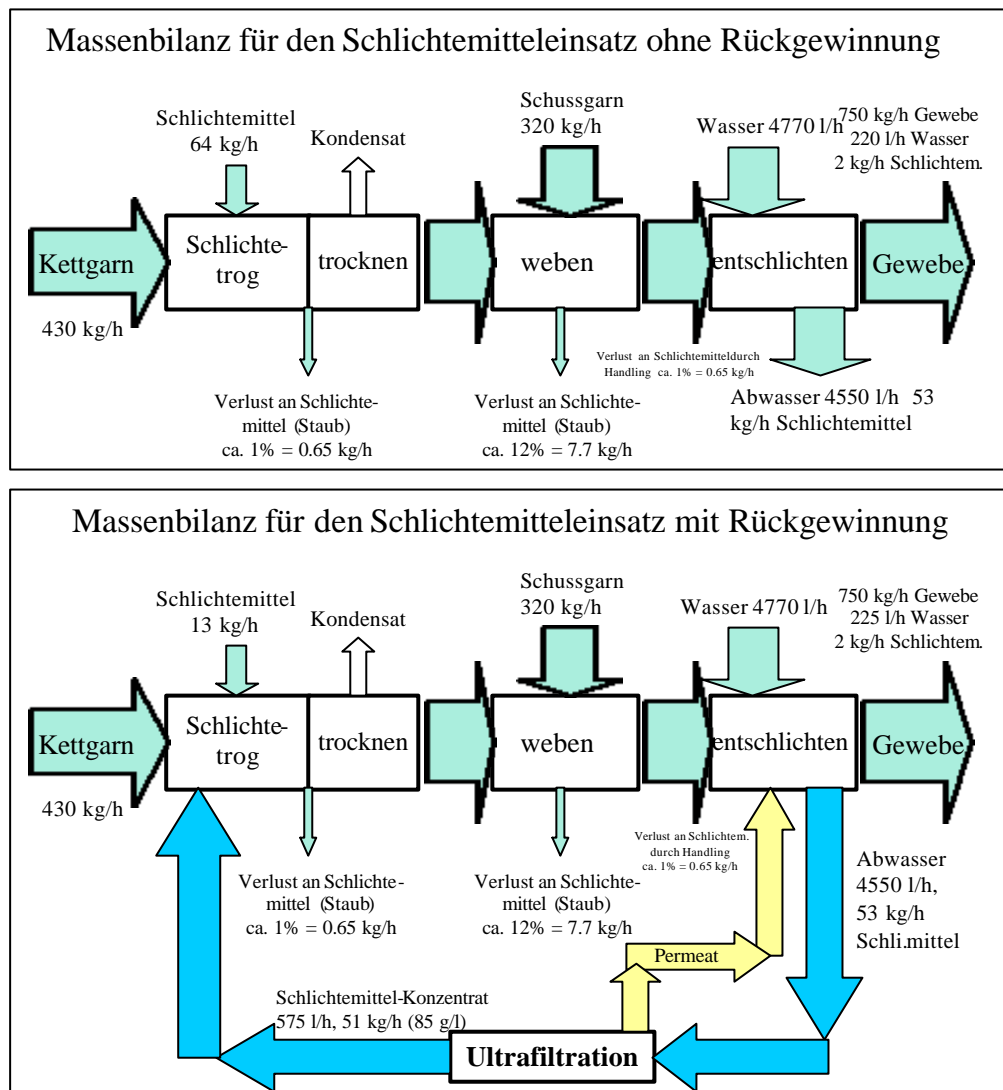 Massenbilanz für den Schlichtemitteleinsatz ohne Rückgewinnung
Schlichtemittel
64 kg/h
Kondensat
Schussgarn
320 kg/h
Wasser 4770 l/h
750 kg/h Gewebe
220 l/h Wasser
2 kg/h Schlichtem.
Kettgarn
Schlichte-
trog
trocknen
weben
entschlichten
Gewebe
430 kg/h
Verlust an Schlichte-
mittel (Staub)
ca. 1% = 0.65 kg/h
Verlust an Schlichte-
mittel (Staub)
ca. 12% = 7.7 kg/h
Verlust an Schlichtemitteldurch
Handling ca. 1% = 0.65 kg/h
Abwasser 4550 l/h 53
kg/h Schlichtemittel
Massenbilanz für den Schlichtemitteleinsatz mit Rückgewinnung
Schlichtemittel
13 kg/h
Kondensat
Schussgarn
320 kg/h
Wasser 4770 l/h
750 kg/h Gewebe
225 l/h Wasser
2 kg/h Schlichtem.
Kettgarn
Schlichte-
trog
trocknen
weben
entschlichten
Gewebe
430 kg/h
Verlust an Schlichte-
mittel (Staub)
ca. 1% = 0.65 kg/h
Verlust an Schlichte-
mittel (Staub)
ca. 12% = 7.7 kg/h
Verlust an Schlichtem.
durch Handling
ca. 1% = 0.65 kg/h
Abwasser
4550 l/h,
53 kg/h
Schli.mittel
Permeat
Schlichtemittel-Konzentrat
575 l/h, 51 kg/h (85 g/l)
Ultrafiltration